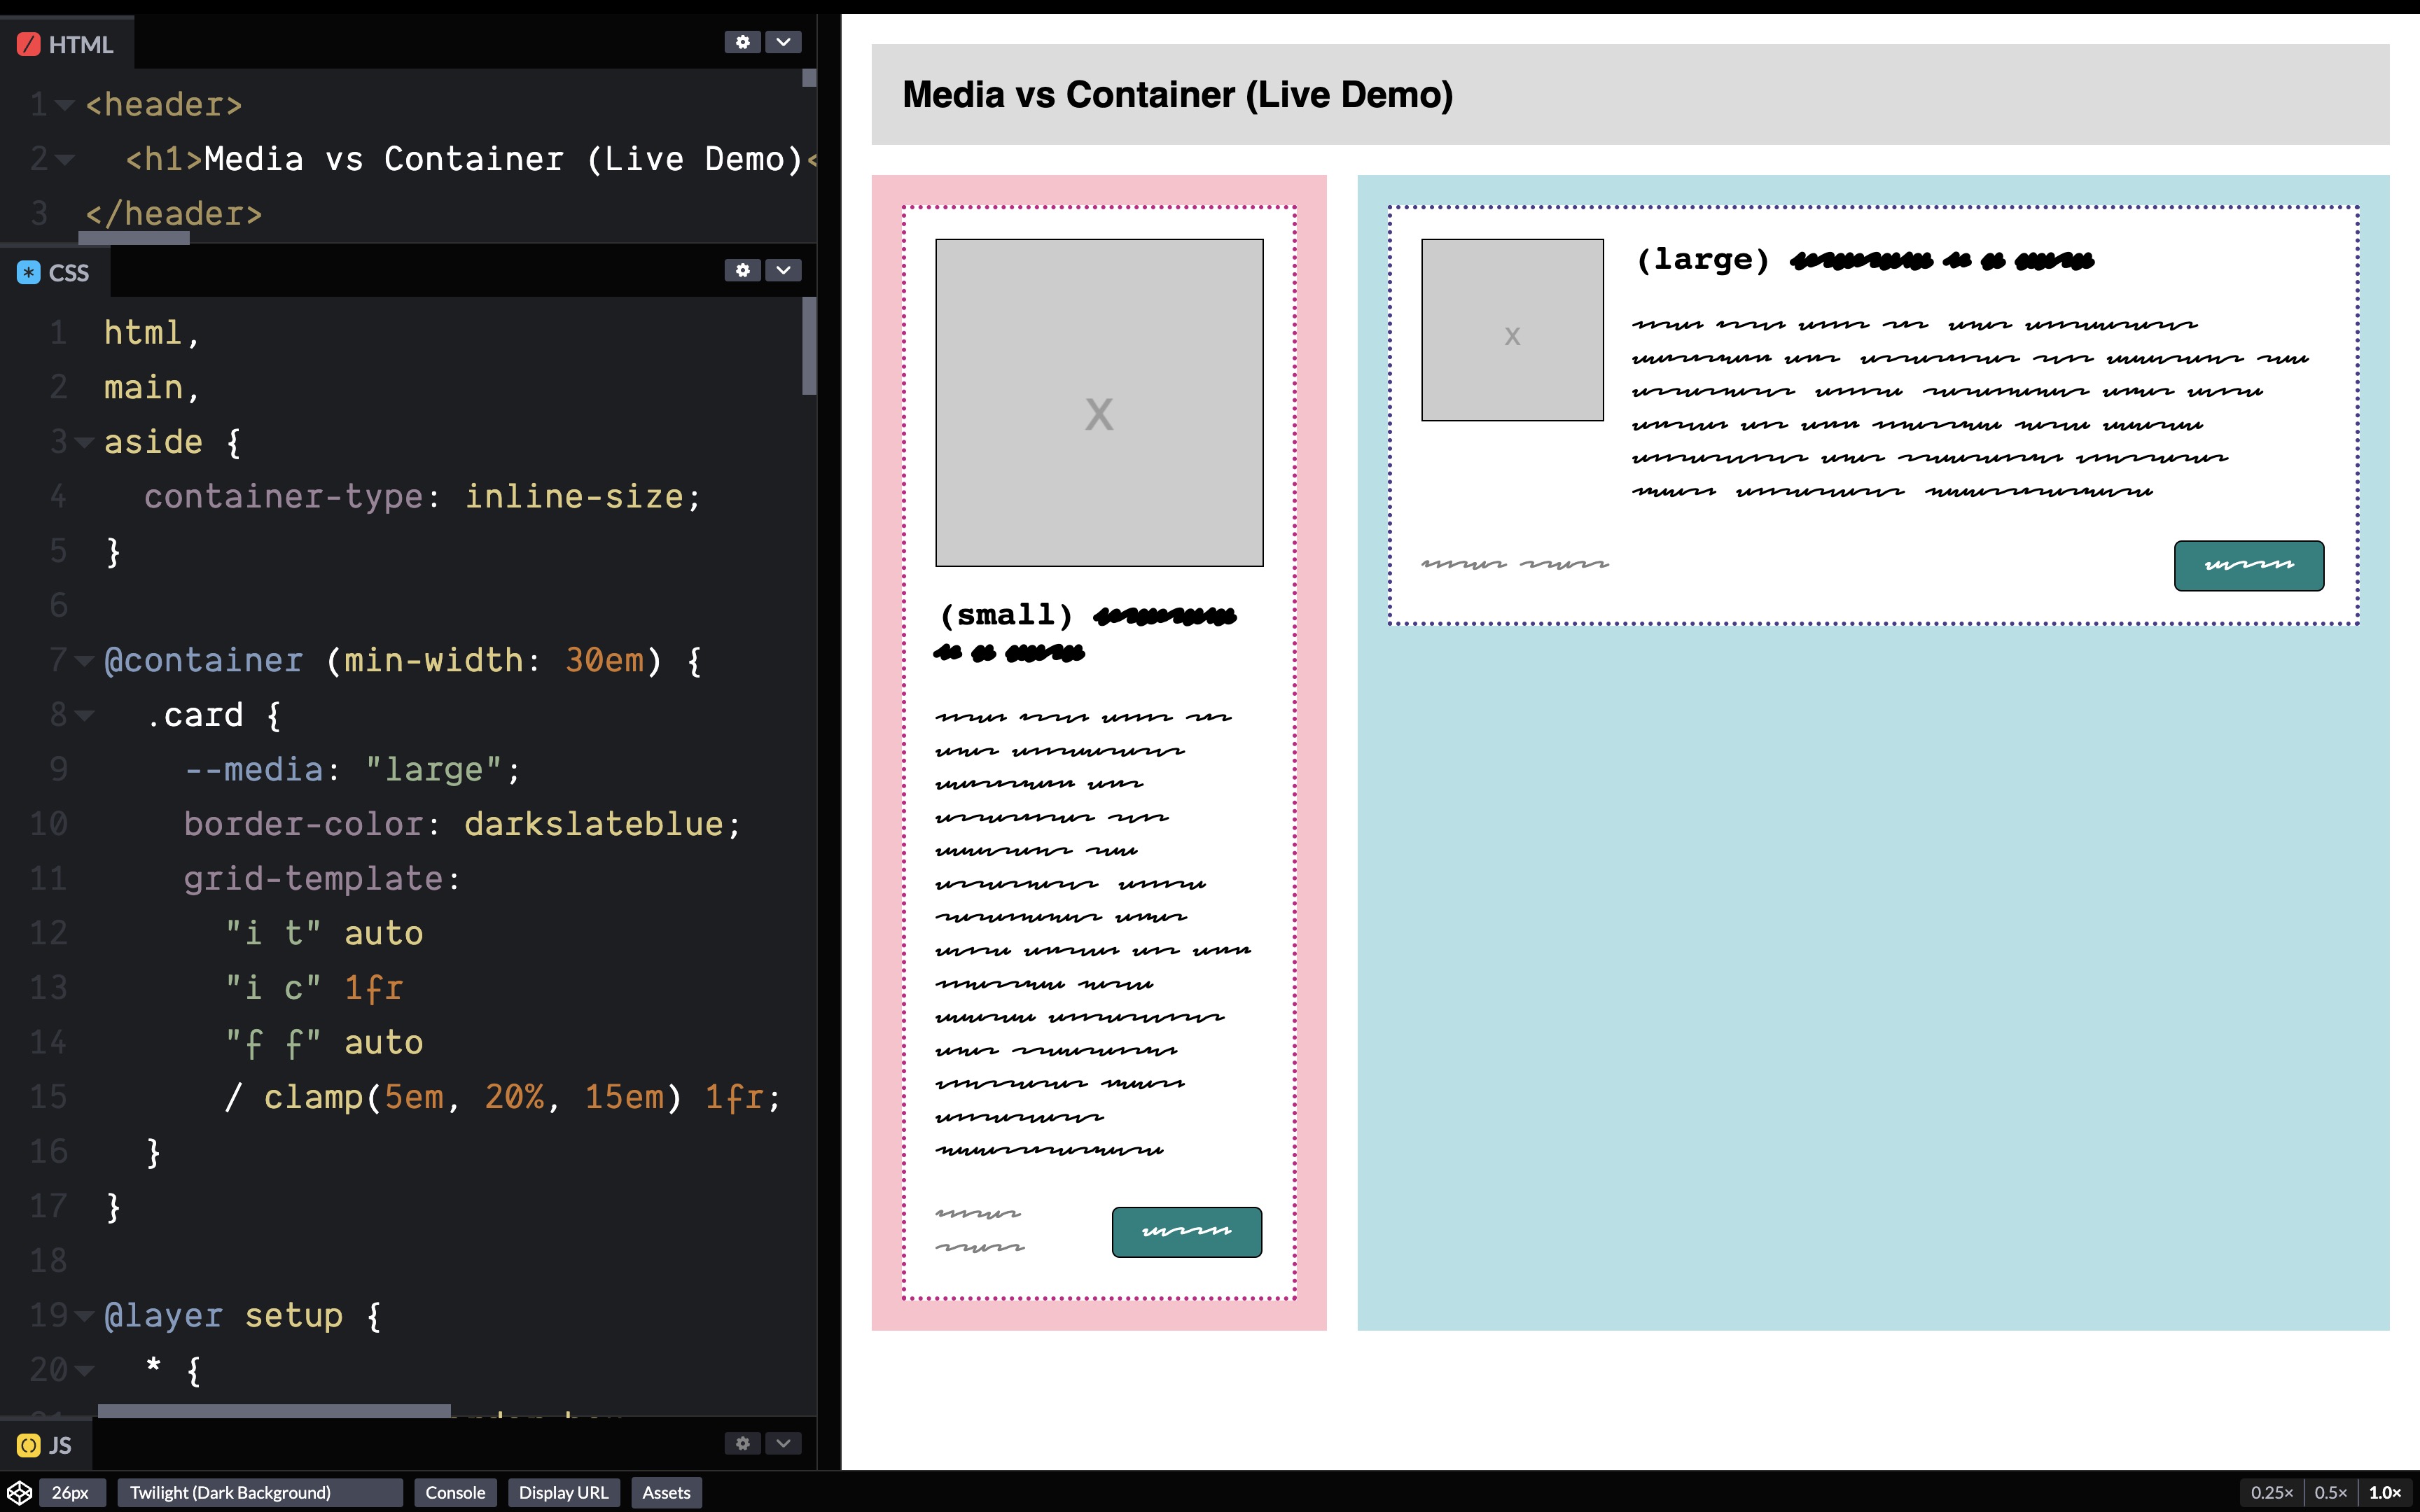 HTML
1 <header>
2 <h1>Media vs Container (Live Demo)<
3 </header>
CSS
1 html,
2 main,
3 aside {
4 container-type: inline-size;
5 }
6
7 @container (min-width: 30em) {
8 .card {
9 --media: "large";
10 border-color: darkslateblue;
11 grid-template:
12 "i t" auto
13 "i c" 1fr
14 "f f" auto
15 / clamp(5em, 20%, 15em) 1fr;
16 }
17 }
18
19 @layer setup {
20 * {
JS
26px Twilight (Dark Background) Console Display URL Assets
Media vs Container (Live Demo)
X
(small)
X
(large)
0.25× 0.5× 1.0×